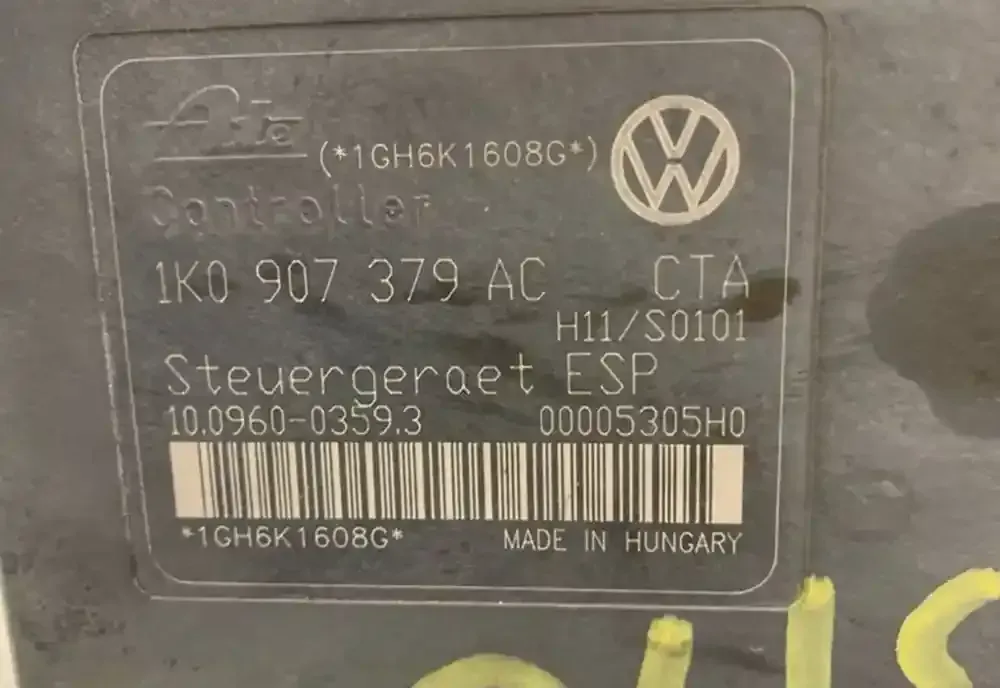 Ate
(*1GH6K1608G*)
Controller
1K0 907 379 AC CTA
H11/S0101
Steuergeraet ESP
10.0960-0359.3 00005305H0
*1GH6K1608G* MADE IN HUNGARY